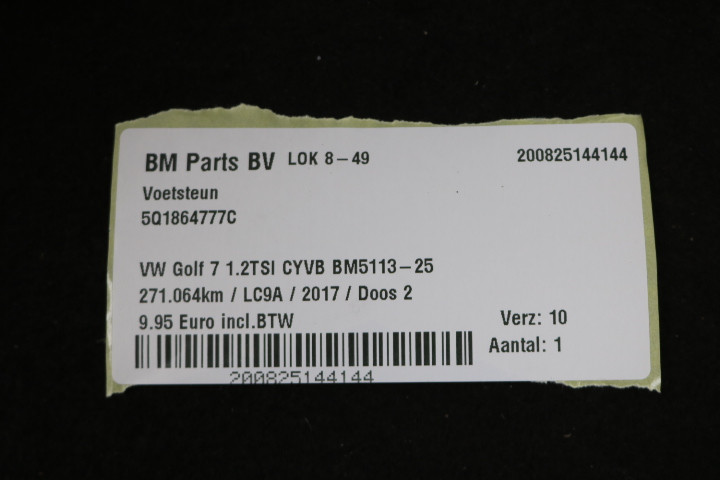 BM Parts BV LOK 8-49 200825144144
Voetsteun
5Q1864777C
VW Golf 7 1.2TSI CYVB BM5113-25
271.064km / LC9A / 2017 / Doos 2
9.95 Euro incl.BTW Verz: 10
Aantal: 1
200825144144